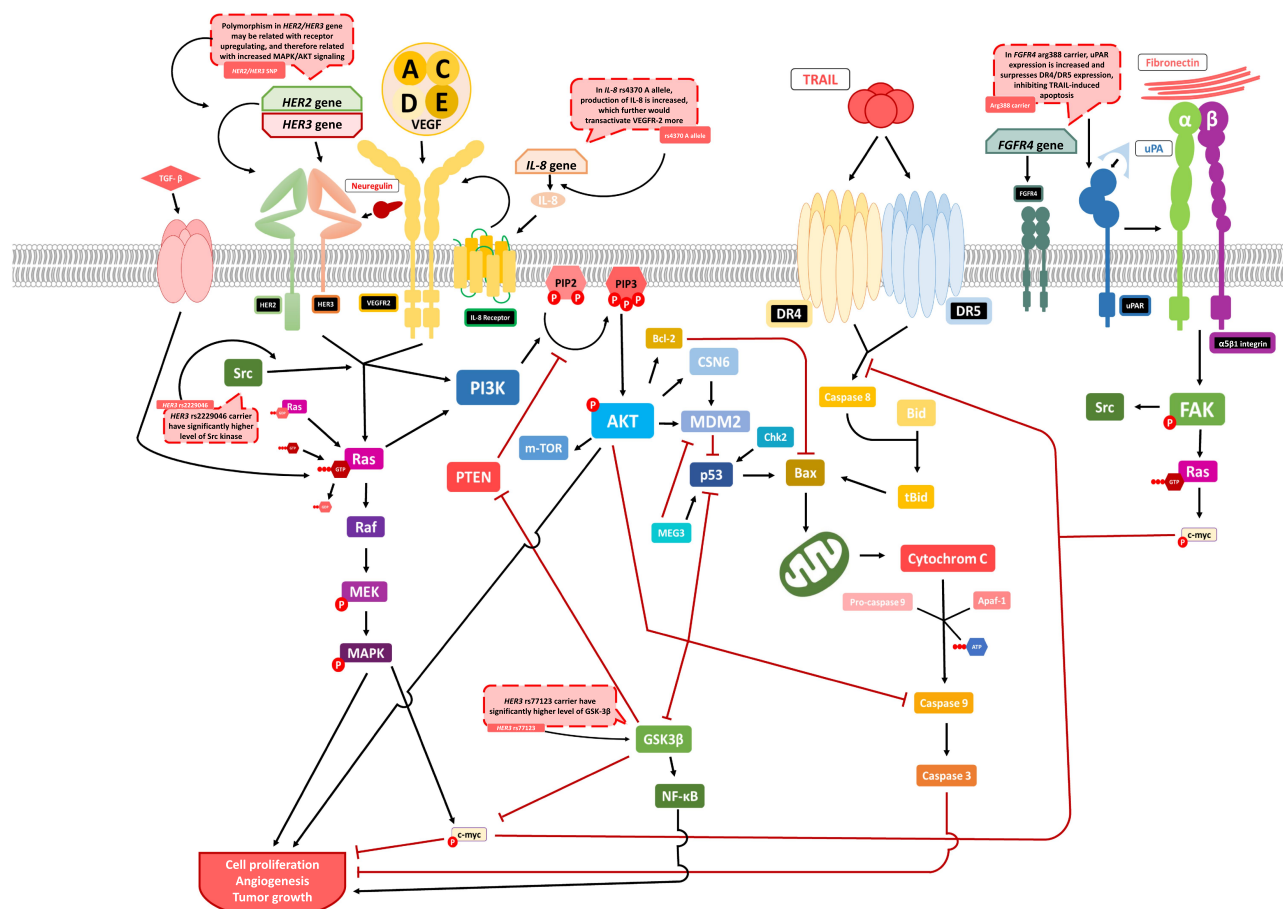 Polymorphism in HER2/HER3 gene
may be related with receptor
upregulating, and therefore related
with increased MAPK/AKT signaling
HER2/HER3 SNP
HER2 gene
HER3 gene
A
C
D
E
VEGF
In IL-8 rs4370 A allele,
production of IL-8 is increased,
which further would
transactivate VEGFR-2 more
rs4370 A allele
IL-8 gene
IL-8
TRAIL
In FGFR4 arg388 carrier, uPAR
expression is increased and
surpresses DR4/DR5 expression,
inhibiting TRAIL-induced
apoptosis
Arg388 carrier
FGFR4 gene
FGFR4
Fibronectin
α
β
uPA
TGF- β
Neuregulin
HER2
HER3
VEGFR2
IL-8 Receptor
PIP2
P
P
PIP3
P
P
P
DR4
DR5
uPAR
α5β1 integrin
Src
HER3 rs2229046
HER3 rs2229046 carrier
have significantly higher
level of Src kinase
Ras
GTP
Ras
PI3K
Bcl-2
CSN6
P
AKT
MDM2
m-TOR
Chk2
p53
MEG3
PTEN
Caspase 8
Bid
Bax
tBid
Src
FAK
P
Ras
GTP
c-myc
P
Raf
MEK
P
MAPK
P
Cytochrom C
Pro-caspase 9
Apaf-1
ATP
Caspase 9
Caspase 3
HER3 rs77123 carrier have
significantly higher level of GSK-3β
HER3 rs77123
GSK3β
NF-κB
c-myc
P
Cell proliferation
Angiogenesis
Tumor growth